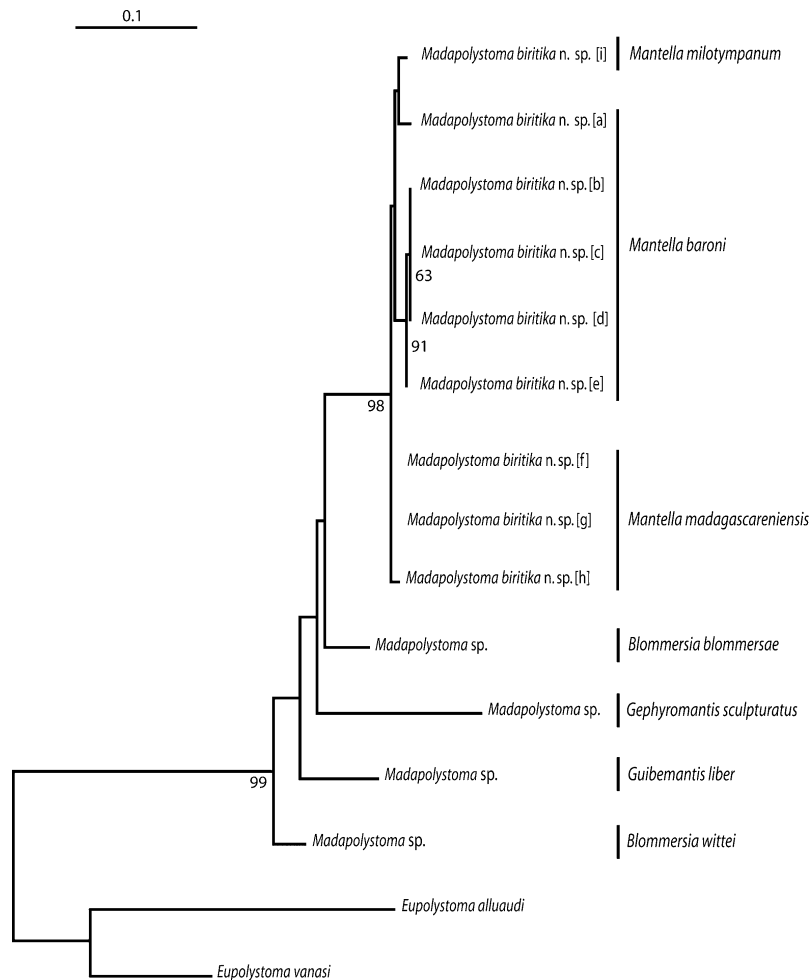 0.1
Madapolystoma biritika n. sp. [i] Mantella milotympanum
Madapolystoma biritika n. sp. [a]
Madapolystoma biritika n. sp. [b]
Mantella baroni
Madapolystoma biritika n. sp. [c]
63
Madapolystoma biritika n. sp. [d]
91
Madapolystoma biritika n. sp. [e]
98
Madapolystoma biritika n. sp. [f]
Madapolystoma biritika n. sp. [g] Mantella madagascareniensis
Madapolystoma biritika n. sp. [h]
Madapolystoma sp. Blommersia blommersae
Madapolystoma sp. Gephyromantis sculpturatus
Madapolystoma sp. Guibemantis liber
99
Madapolystoma sp. Blommersia wittei
Eupolystoma alluaudi
Eupolystoma vanasi